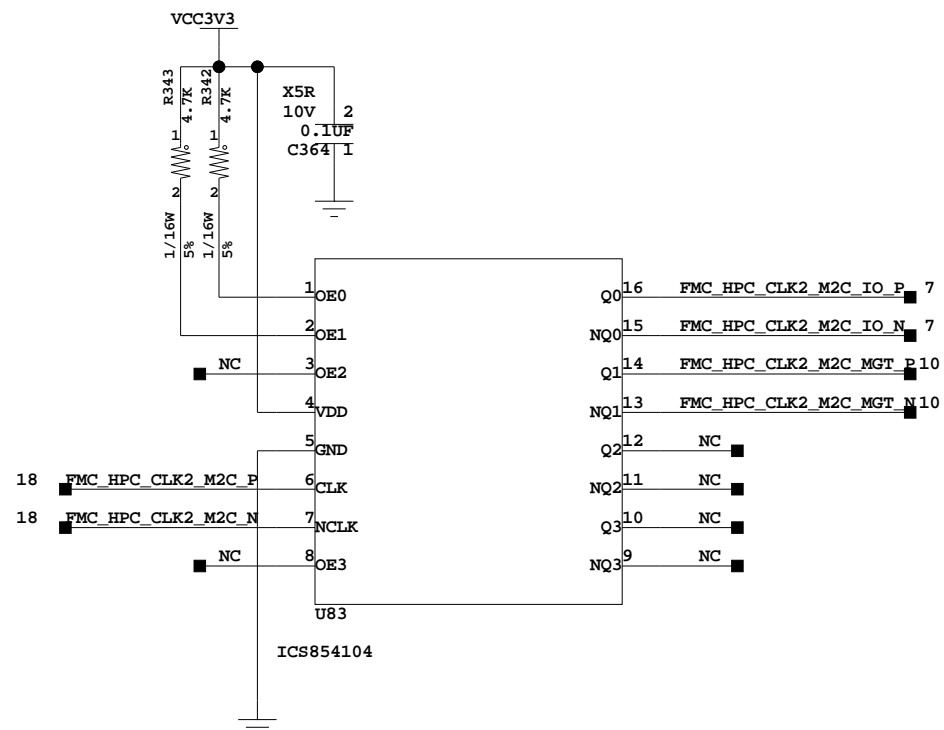 VCC3V3
R343
4.7K
R342
4.7K
X5R
10V 2
0.1UF
C364 1
1 1
2 2
1/16W
5%
1/16W
5%
1 OE0 Q0 16 FMC_HPC_CLK2_M2C_IO_P 7
2 OE1 NQ0 15 FMC_HPC_CLK2_M2C_IO_N 7
NC 3 OE2 Q1 14 FMC_HPC_CLK2_M2C_MGT_P 10
4 VDD NQ1 13 FMC_HPC_CLK2_M2C_MGT_N 10
5 GND Q2 12 NC
18 FMC_HPC_CLK2_M2C_P 6 CLK NQ2 11 NC
18 FMC_HPC_CLK2_M2C_N 7 NCLK Q3 10 NC
NC 8 OE3 NQ3 9 NC
U83
ICS854104